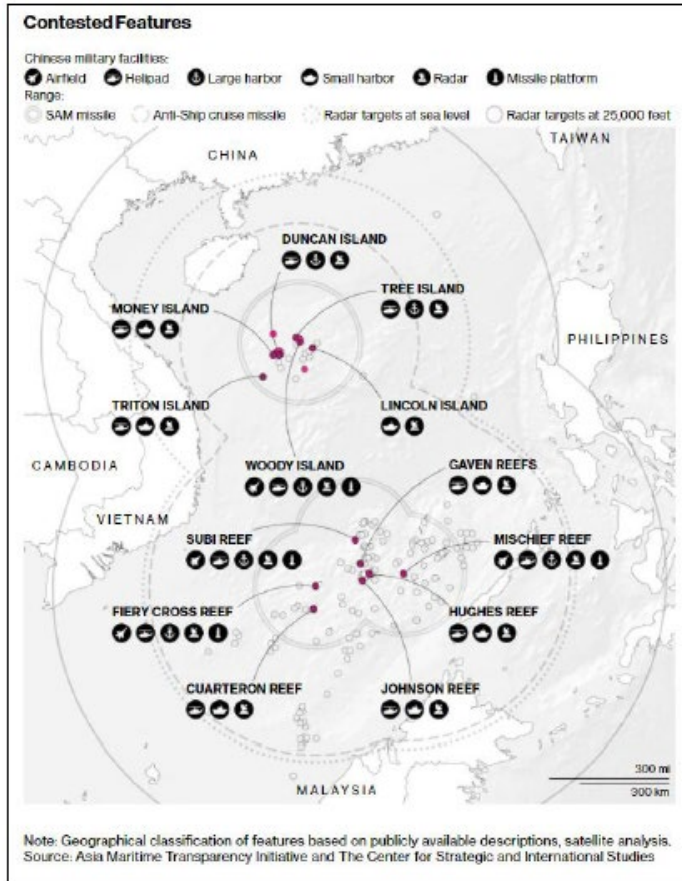 Contested Features
Chinese military facilities:
Airfield Helipad Large harbor Small harbor Radar Missile platform
Range:
SAM missile Anti-Ship cruise missile Radar targets at sea level Radar targets at 25,000 feet
TAIWAN
CHINA
DUNCAN ISLAND
TREE ISLAND
MONEY ISLAND
PHILIPPINES
TRITON ISLAND
LINCOLN ISLAND
CAMBODIA
WOODY ISLAND
GAVEN REEFS
VIETNAM
SUBI REEF
MISCHIEF REEF
FIERY CROSS REEF
HUGHES REEF
CUARTERON REEF
JOHNSON REEF
300 mi
300 km
MALAYSIA
Note: Geographical classification of features based on publicly available descriptions, satellite analysis.
Source: Asia Maritime Transparency Initiative and The Center for Strategic and International Studies